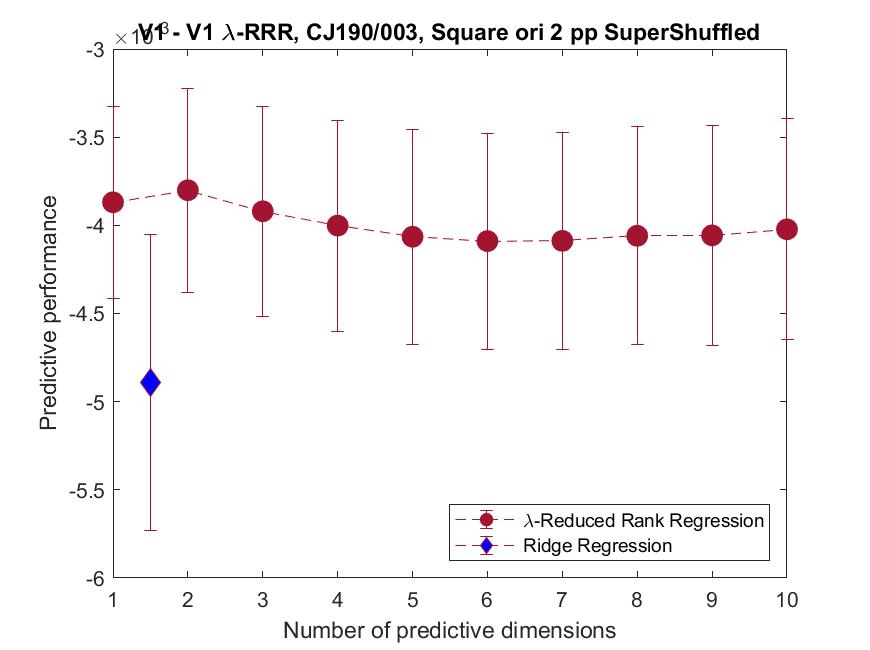 V1 - V1 λ-RRR, CJ190/003, Square ori 2 pp SuperShuffled
×10-3
-3
-3.5
-4
-4.5
-5
-5.5
-6
Predictive performance
λ-Reduced Rank Regression
Ridge Regression
1 2 3 4 5 6 7 8 9 10
Number of predictive dimensions